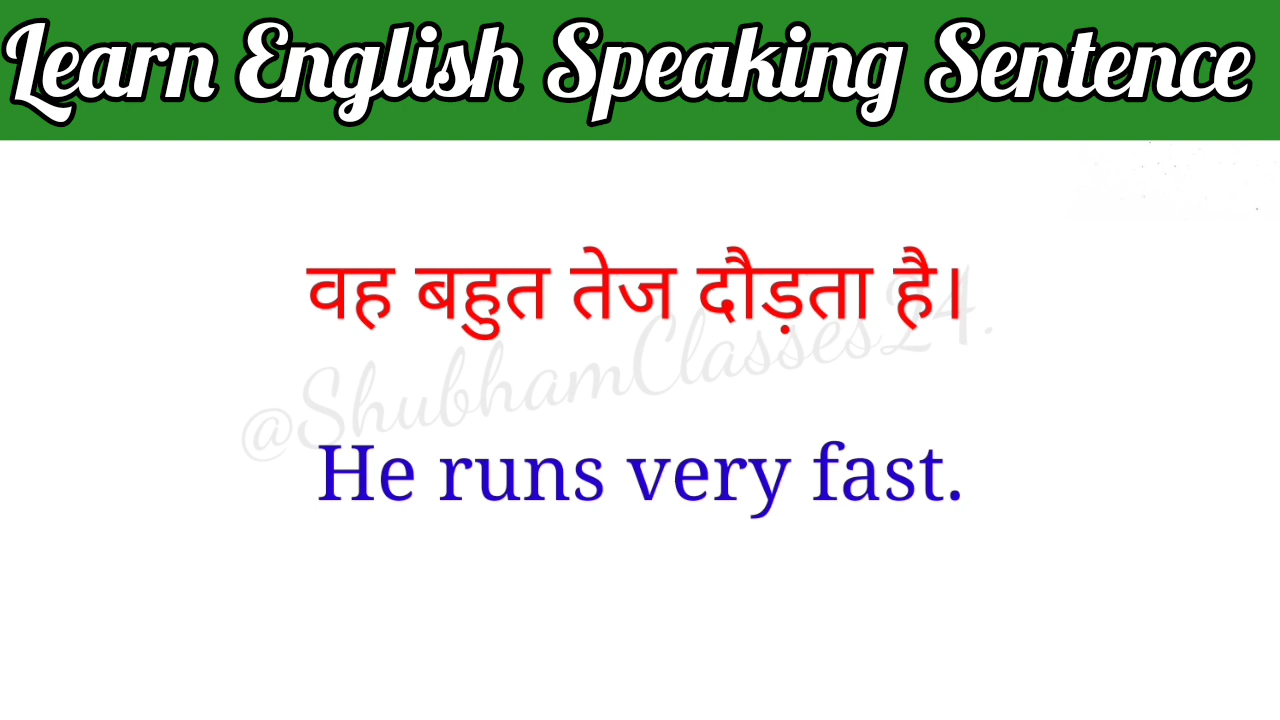 Learn English Speaking Sentence
वह बहुत तेज दौड़ता है।
@ShubhamClasses24.
He runs very fast.